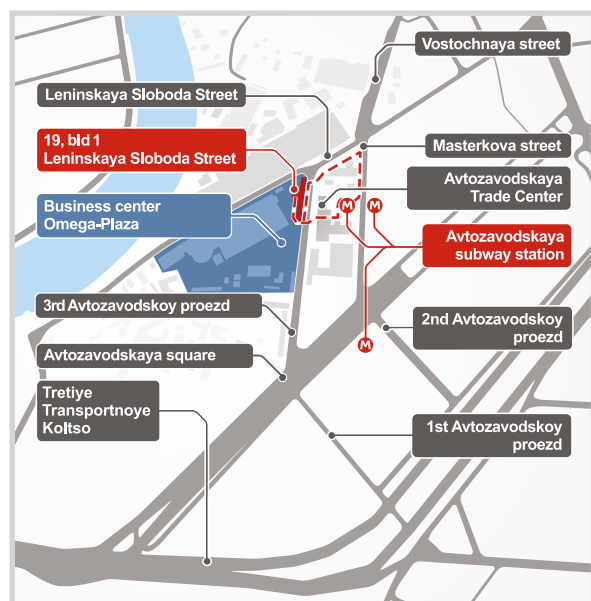 Vostochnaya street
Leninskaya Sloboda Street
19, bld 1
Leninskaya Sloboda Street
Masterkova street
Avtozavodskaya
Trade Center
Business center
Omega-Plaza
M
M
Avtozavodskaya
subway station
3rd Avtozavodskoy proezd
2nd Avtozavodskoy
proezd
M
Avtozavodskaya square
Tretiye
Transportnoye
Koltso
1st Avtozavodskoy
proezd